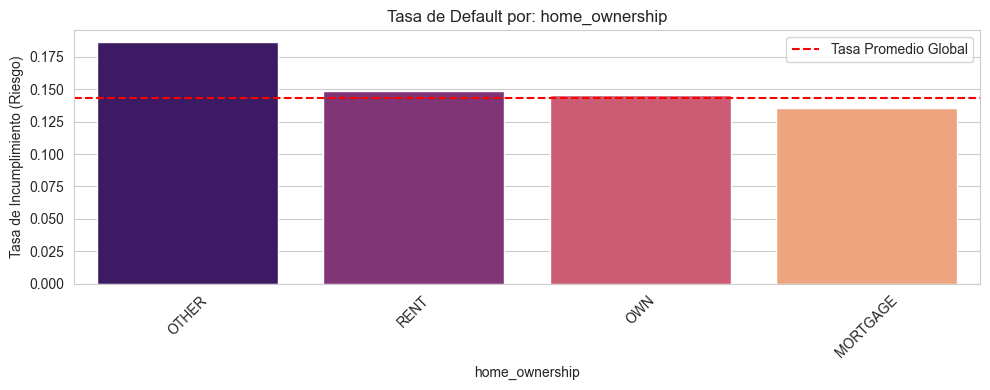 Tasa de Default por: home_ownership
Tasa Promedio Global
Tasa de Incumplimiento (Riesgo)
0.175
0.150
0.125
0.100
0.075
0.050
0.025
0.000
OTHER
RENT
OWN
MORTGAGE
home_ownership